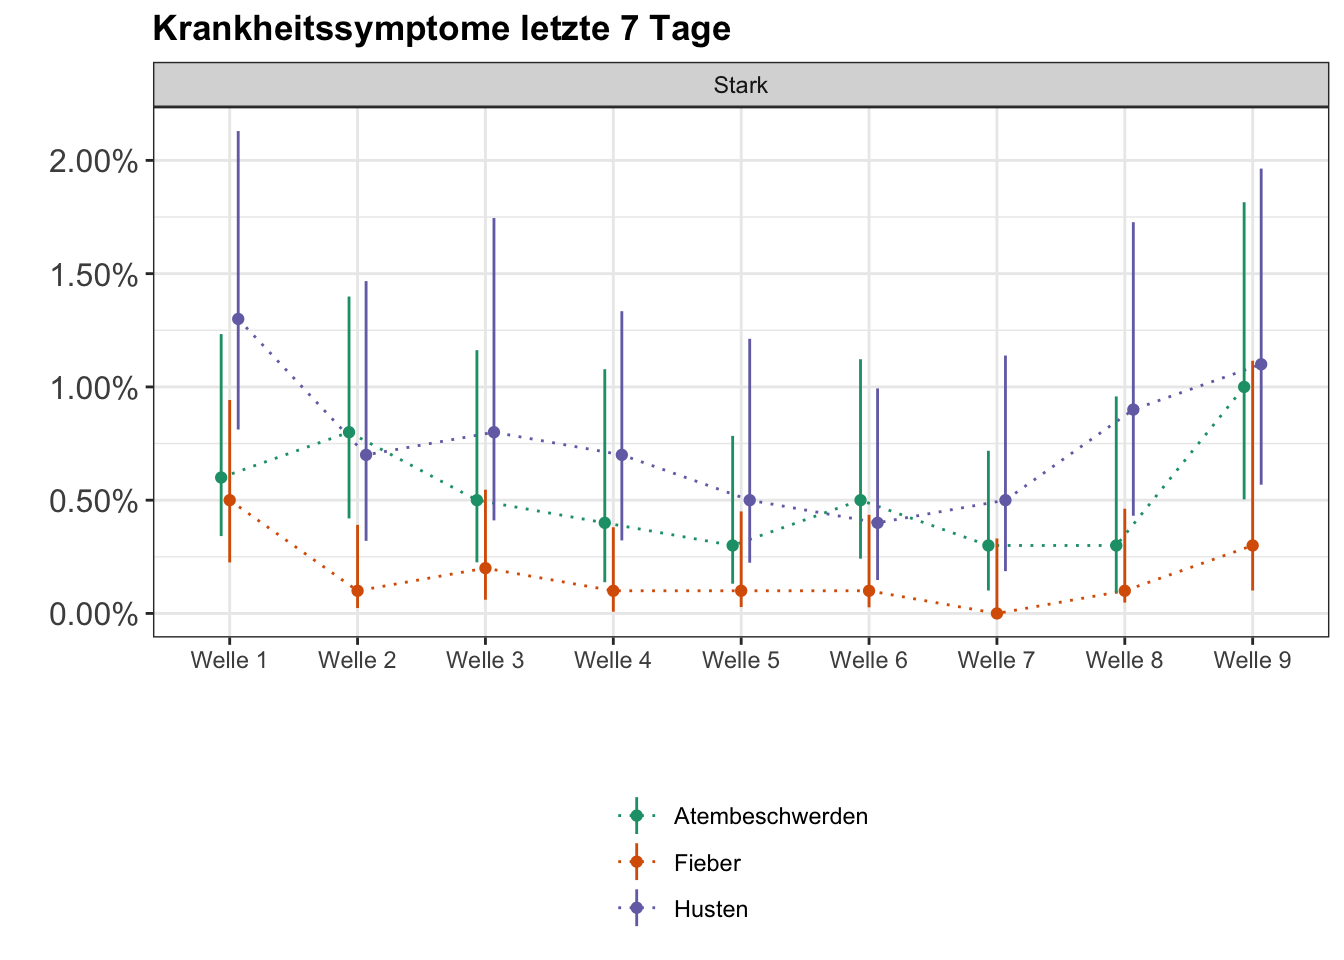 Krankheitssymptome letzte 7 Tage
Stark
2.00%
1.50%
1.00%
0.50%
0.00%
Welle 1 Welle 2 Welle 3 Welle 4 Welle 5 Welle 6 Welle 7 Welle 8 Welle 9
Atembeschwerden
Fieber
Husten